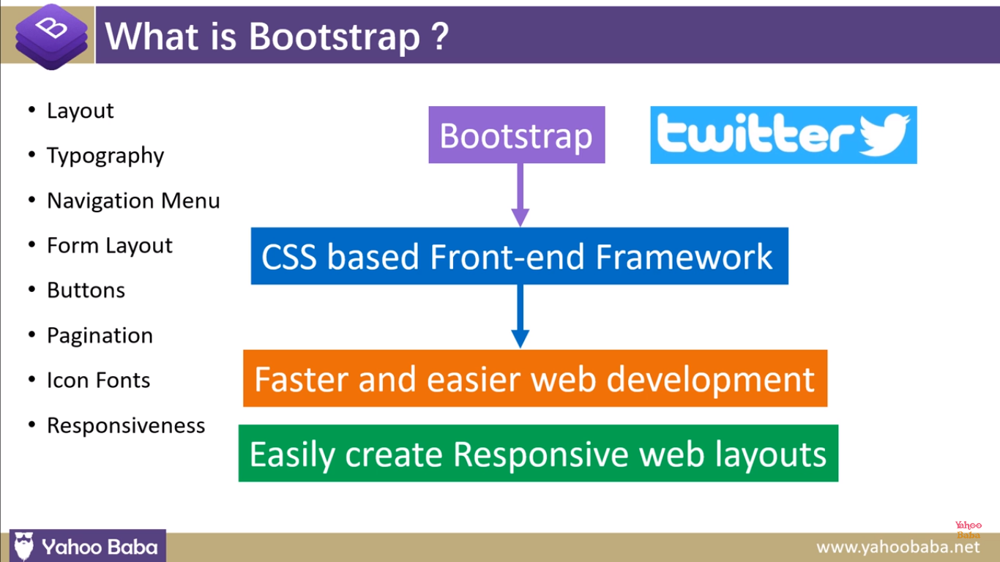 B
What is Bootstrap ?
• Layout
• Typography
• Navigation Menu
• Form Layout
• Buttons
• Pagination
• Icon Fonts
• Responsiveness
Bootstrap
twitter
CSS based Front-end Framework
Faster and easier web development
Easily create Responsive web layouts
Yahoo Baba
Yahoo
Baba
www.yahoobaba.net